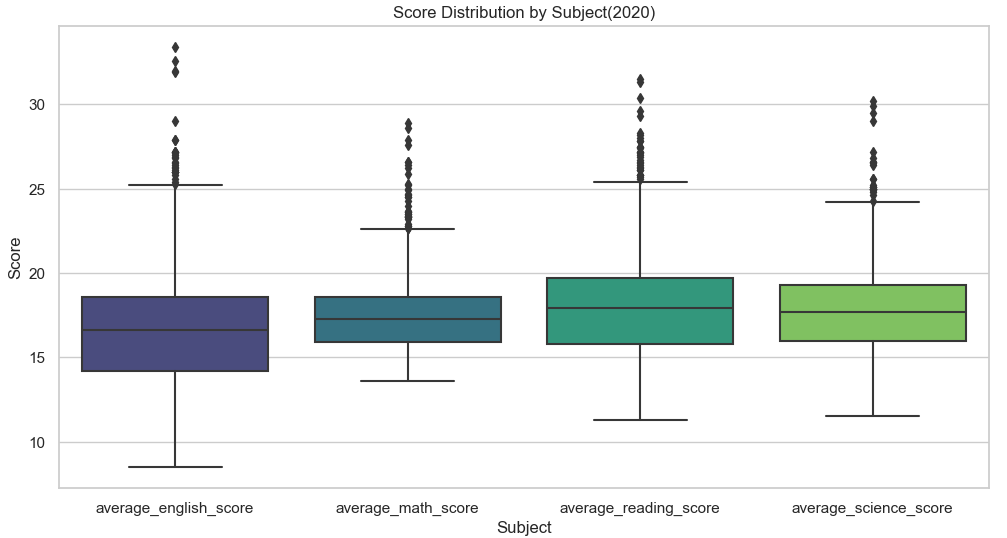 Score Distribution by Subject(2020)
Score
30
25
20
15
10
average_english_score
average_math_score
average_reading_score
average_science_score
Subject